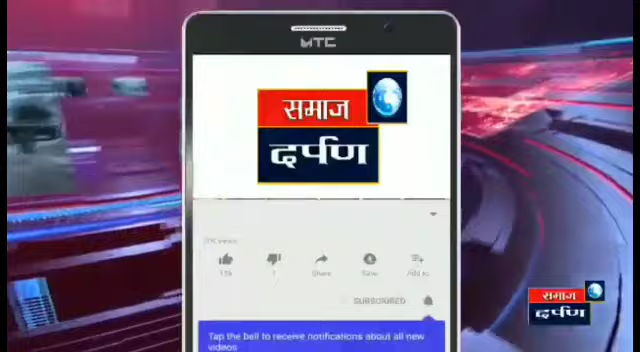 MTC
समाज
दर्पण
Share
Save
Add to
SUBSCRIBED
Tap the bell to receive notifications about all new
videos
समाज
दर्पण